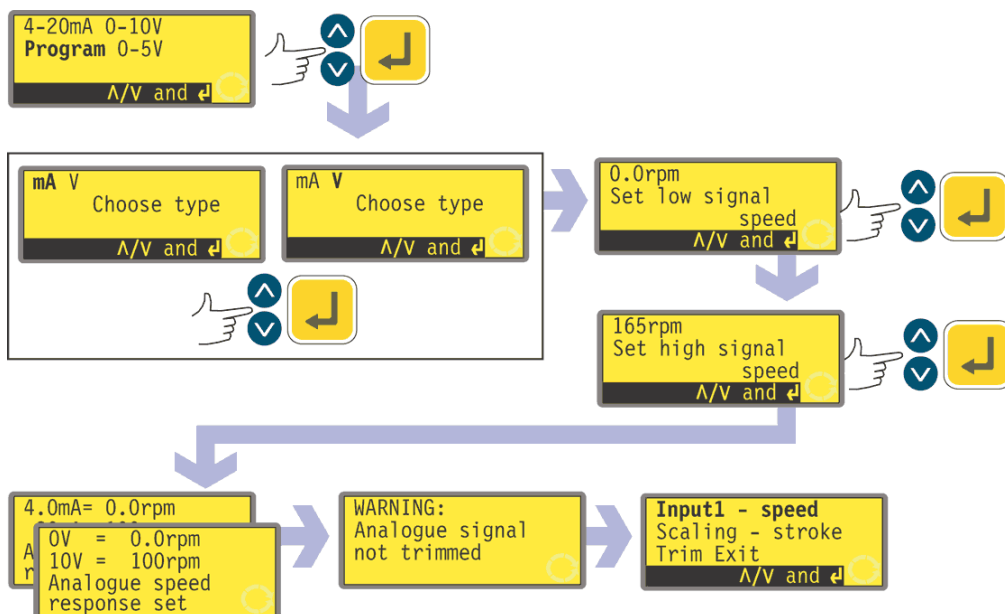 4-20mA 0-10V
Program 0-5V
∧/∨ and ↲
mA V
Choose type
∧/∨ and ↲
mA V
Choose type
∧/∨ and ↲
0.0rpm
Set low signal
speed
∧/∨ and ↲
165rpm
Set high signal
speed
∧/∨ and ↲
4.0mA= 0.0rpm
0V = 0.0rpm
10V = 100rpm
Analogue speed
response set
WARNING:
Analogue signal
not trimmed
Input1 - speed
Scaling - stroke
Trim Exit
∧/∨ and ↲